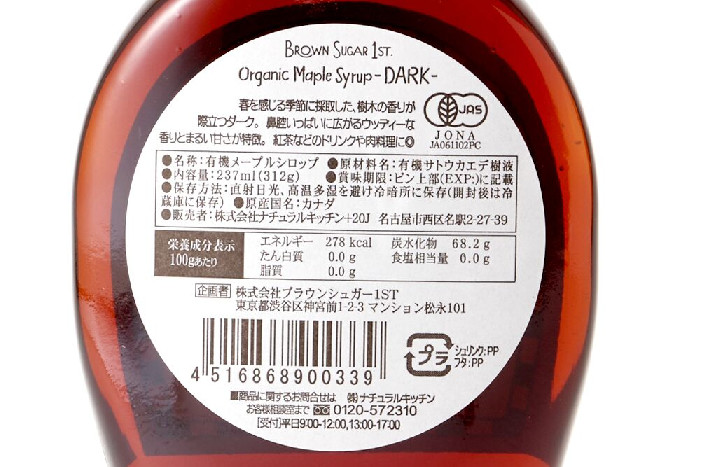 BROWN SUGAR 1ST.
Organic Maple Syrup -DARK-
春を感じる季節に採取した、樹木の香りが
際立つダーク。鼻腔いっぱいに広がるウッディーな
香りとまるい甘さが特徴。紅茶などのドリンクや肉料理に
JAS
JONA
JA061102PC
●名称:有機メープルシロップ ●原材料名:有機サトウカエデ樹液
●内容量:237ml(312g) ●賞味期限:ビン上部(EXP:)に記載
●保存方法:直射日光、高温多湿を避け冷暗所に保存(開封後は冷
蔵庫に保存) ●原産国名:カナダ
●販売者:株式会社ナチュラルキッチン+20J 名古屋市西区名駅2-27-39
栄養成分表示
100gあたり
エネルギー 278 kcal 炭水化物 68.2 g
たん白質 0.0 g 食塩相当量 0.0 g
脂質 0.0 g
企画者 株式会社ブラウンシュガー1ST
東京都渋谷区神宮前1-2-3 マンション松永101
4 516868 900339
プラ
シュリンク:PP
フタ:PP
■商品に関するお問合せは ㈱ナチュラルキッチン
お客様相談室まで 0120-572310
[受付]平日9:00-12:00,13:00-17:00